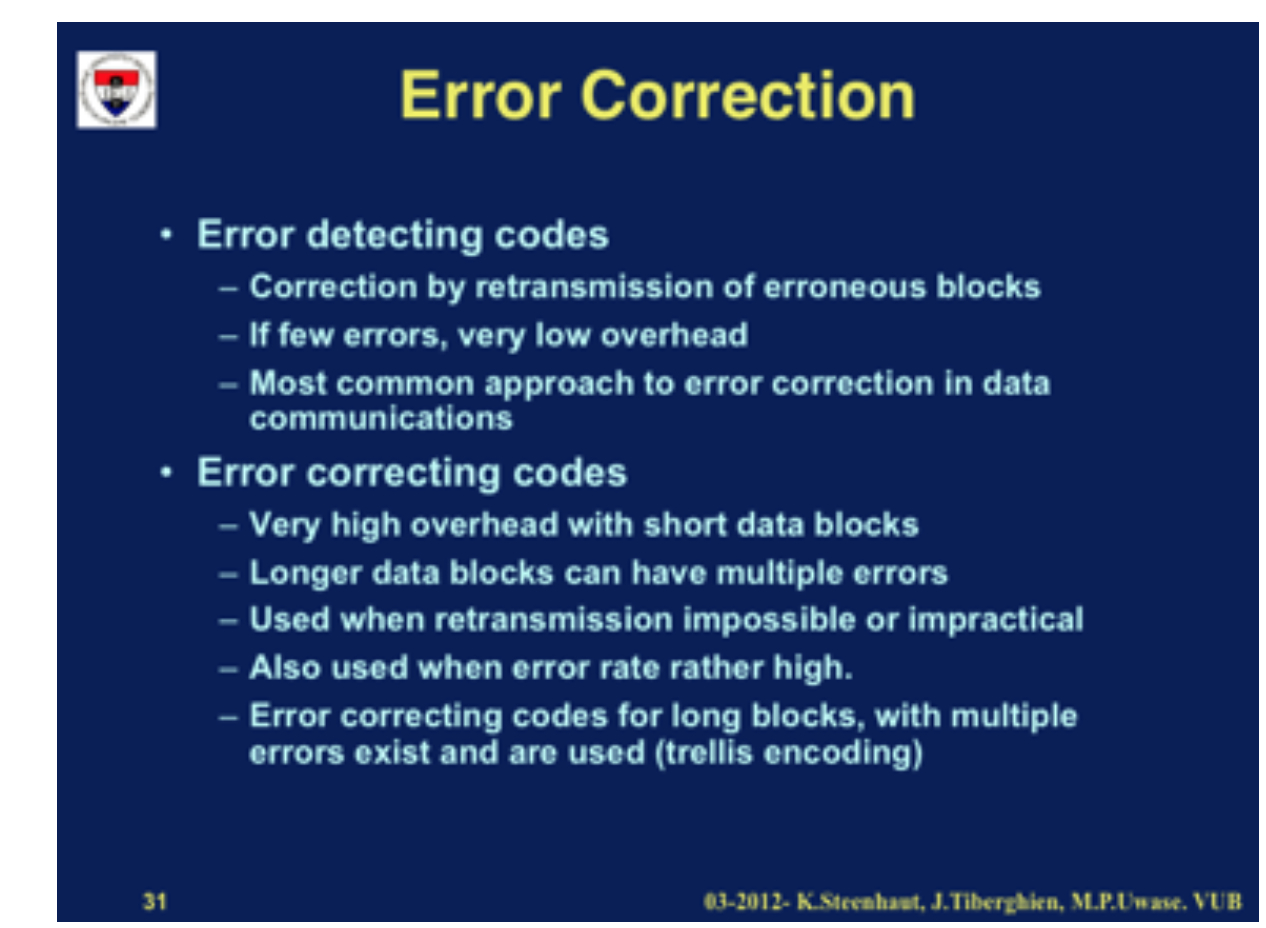 Error Correction
• Error detecting codes
– Correction by retransmission of erroneous blocks
– If few errors, very low overhead
– Most common approach to error correction in data
communications
• Error correcting codes
– Very high overhead with short data blocks
– Longer data blocks can have multiple errors
– Used when retransmission impossible or impractical
– Also used when error rate rather high.
– Error correcting codes for long blocks, with multiple
errors exist and are used (trellis encoding)
31
03-2012- K.Steenhaut, J.Tiberghien, M.P.Uwase. VUB